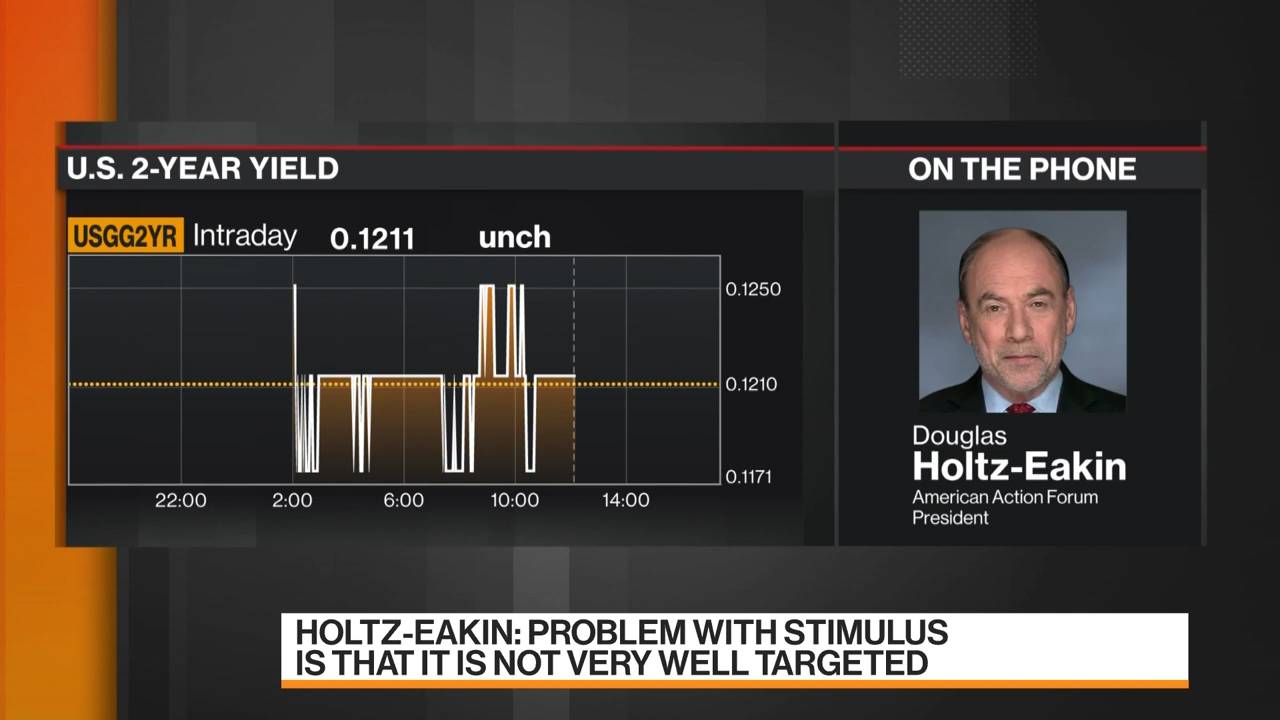 U.S. 2-YEAR YIELD
USGG2YR Intraday 0.1211 unch
0.1250
0.1210
0.1171
22:00 2:00 6:00 10:00 14:00
ON THE PHONE
Douglas
Holtz-Eakin
American Action Forum
President
HOLTZ-EAKIN: PROBLEM WITH STIMULUS
IS THAT IT IS NOT VERY WELL TARGETED